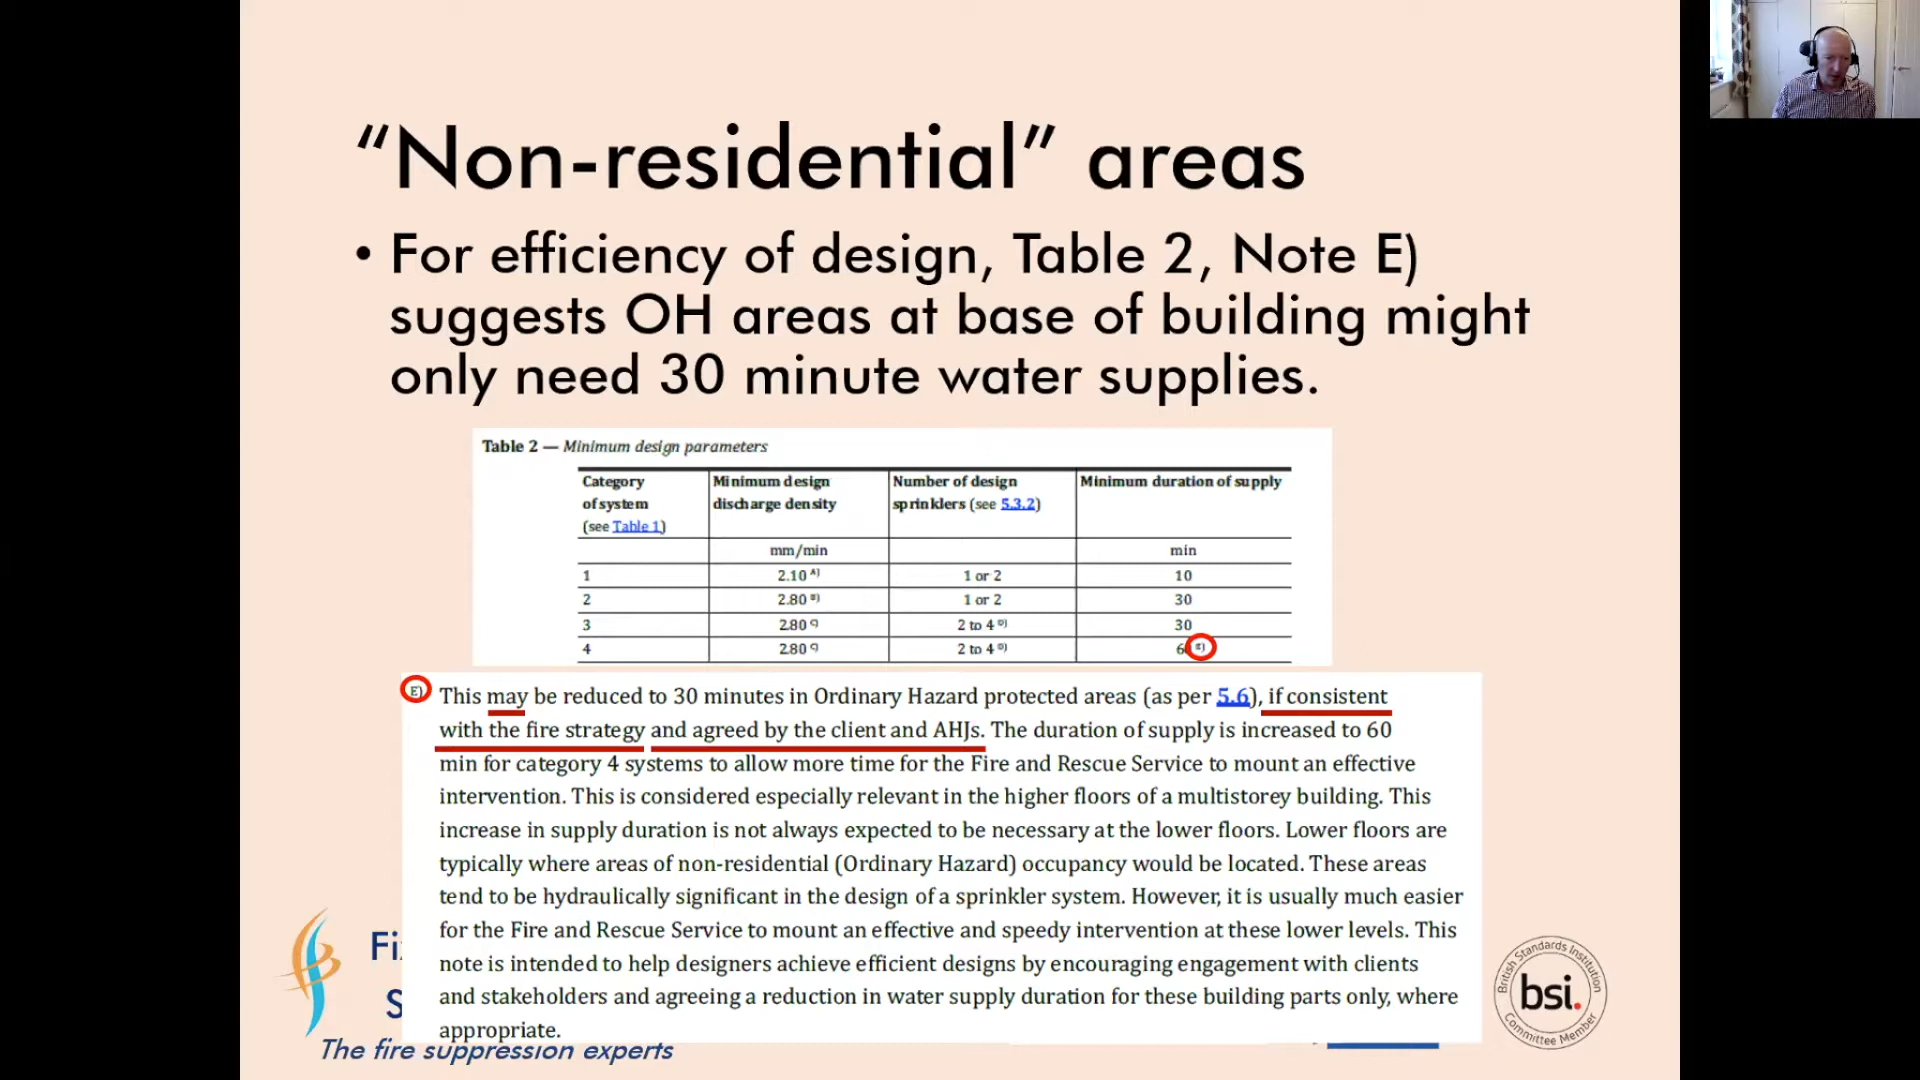 “Non-residential” areas
• For efficiency of design, Table 2, Note E)
suggests OH areas at base of building might
only need 30 minute water supplies.
Table 2 — Minimum design parameters
Category of system (see Table 1) Minimum design discharge density Number of design sprinklers (see 5.3.2) Minimum duration of supply
mm/min min
1 2.10 A) 1 or 2 10
2 2.80 B) 1 or 2 30
3 2.80 C) 2 to 4 D) 30
4 2.80 C) 2 to 4 D) 6 E)
E) This may be reduced to 30 minutes in Ordinary Hazard protected areas (as per 5.6), if consistent
with the fire strategy and agreed by the client and AHJs. The duration of supply is increased to 60
min for category 4 systems to allow more time for the Fire and Rescue Service to mount an effective
intervention. This is considered especially relevant in the higher floors of a multistorey building. This
increase in supply duration is not always expected to be necessary at the lower floors. Lower floors are
typically where areas of non-residential (Ordinary Hazard) occupancy would be located. These areas
tend to be hydraulically significant in the design of a sprinkler system. However, it is usually much easier
for the Fire and Rescue Service to mount an effective and speedy intervention at these lower levels. This
note is intended to help designers achieve efficient designs by encouraging engagement with clients
and stakeholders and agreeing a reduction in water supply duration for these building parts only, where
appropriate.
Fi
S
The fire suppression experts
British Standards Institution
bsi.
Committee Member